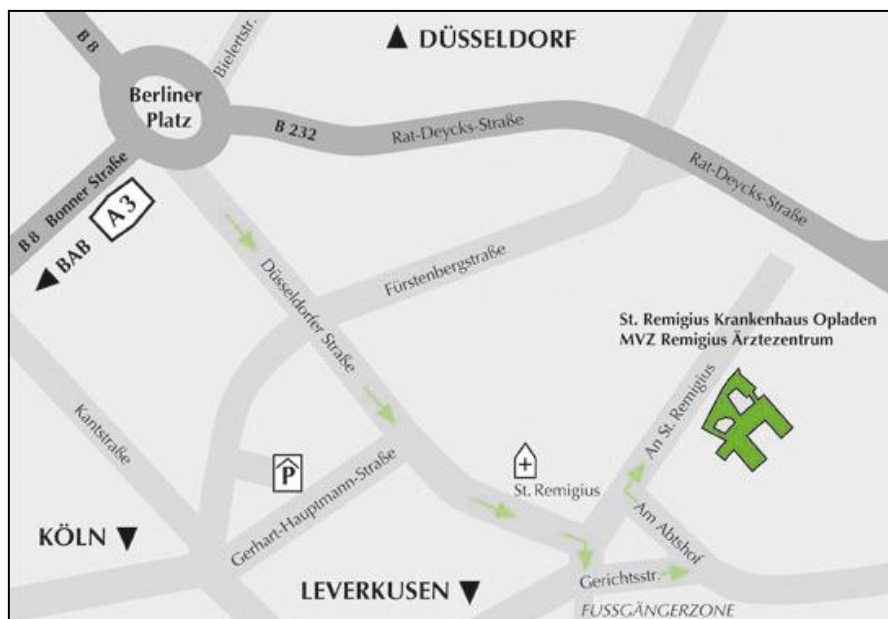 B 8
Bielertstr.
▲ DÜSSELDORF
Berliner
Platz
B 232
Rat-Deycks-Straße
Rat-Deycks-Straße
B 8 Bonner Straße
A 3
BAB
Düsseldorfer Straße
Fürstenbergstraße
St. Remigius Krankenhaus Opladen
MVZ Remigius Ärztezentrum
An St. Remigius
Kantstraße
P
Gerhart-Hauptmann-Straße
St. Remigius
Am Abtshof
KÖLN ▼
LEVERKUSEN ▼
Gerichtsstr.
FUSSGÄNGERZONE